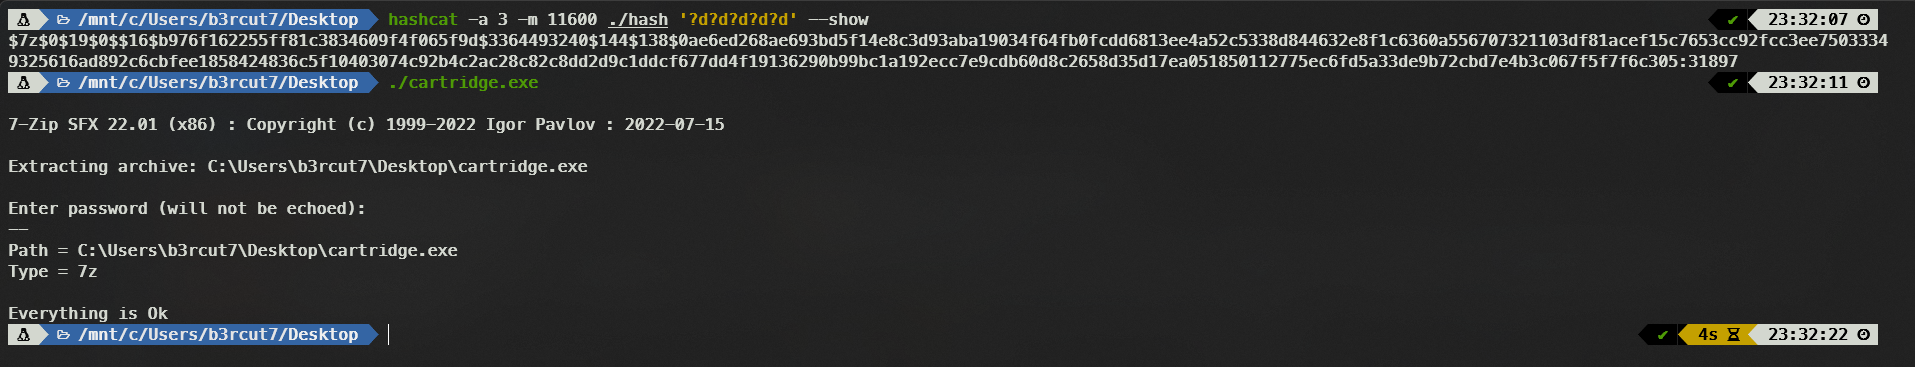 /mnt/c/Users/b3rcut7/Desktop hashcat -a 3 -m 11600 ./hash '?d?d?d?d?d' --show ✔ 23:32:07
$7z$0$19$0$$16$b976f162255ff81c3834609f4f065f9d$3364493240$144$138$0ae6ed268ae693bd5f14e8c3d93aba19034f64fb0fcdd6813ee4a52c5338d844632e8f1c6360a556707321103df81acef15c7653cc92fcc3ee7503334
9325616ad892c6cbfee1858424836c5f10403074c92b4c2ac28c82c8dd2d9c1ddcf677dd4f19136290b99bc1a192ecc7e9cdb60d8c2658d35d17ea051850112775ec6fd5a33de9b72cbd7e4b3c067f5f7f6c305:31897
/mnt/c/Users/b3rcut7/Desktop ./cartridge.exe ✔ 23:32:11
7-Zip SFX 22.01 (x86) : Copyright (c) 1999-2022 Igor Pavlov : 2022-07-15
Extracting archive: C:\Users\b3rcut7\Desktop\cartridge.exe
Enter password (will not be echoed):
--
Path = C:\Users\b3rcut7\Desktop\cartridge.exe
Type = 7z
Everything is Ok
/mnt/c/Users/b3rcut7/Desktop ✔ 4s 23:32:22